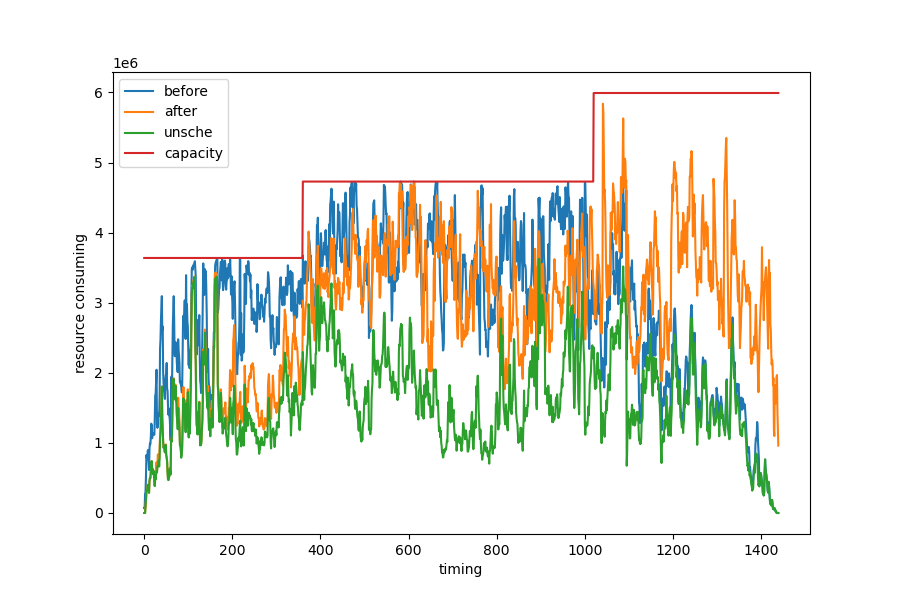 1e6
before
after
unsche
capacity
6
5
4
3
2
1
0
resource consuming
0 200 400 600 800 1000 1200 1400
timing